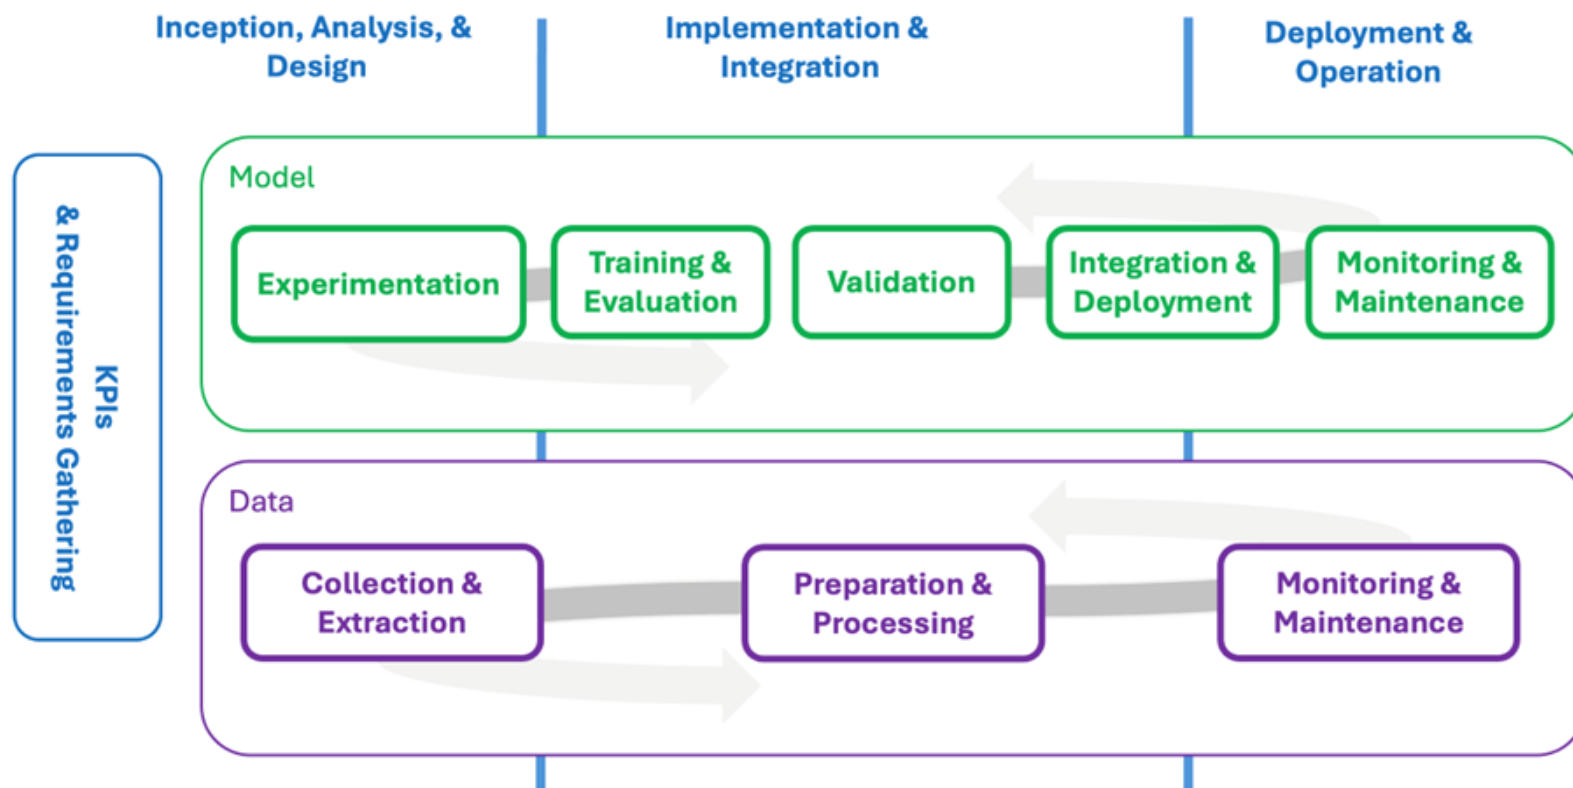 Inception, Analysis, &
Design
Implementation &
Integration
Deployment &
Operation
KPIs
& Requirements Gathering
Model
Experimentation
Training &
Evaluation
Validation
Integration &
Deployment
Monitoring &
Maintenance
Data
Collection &
Extraction
Preparation &
Processing
Monitoring &
Maintenance